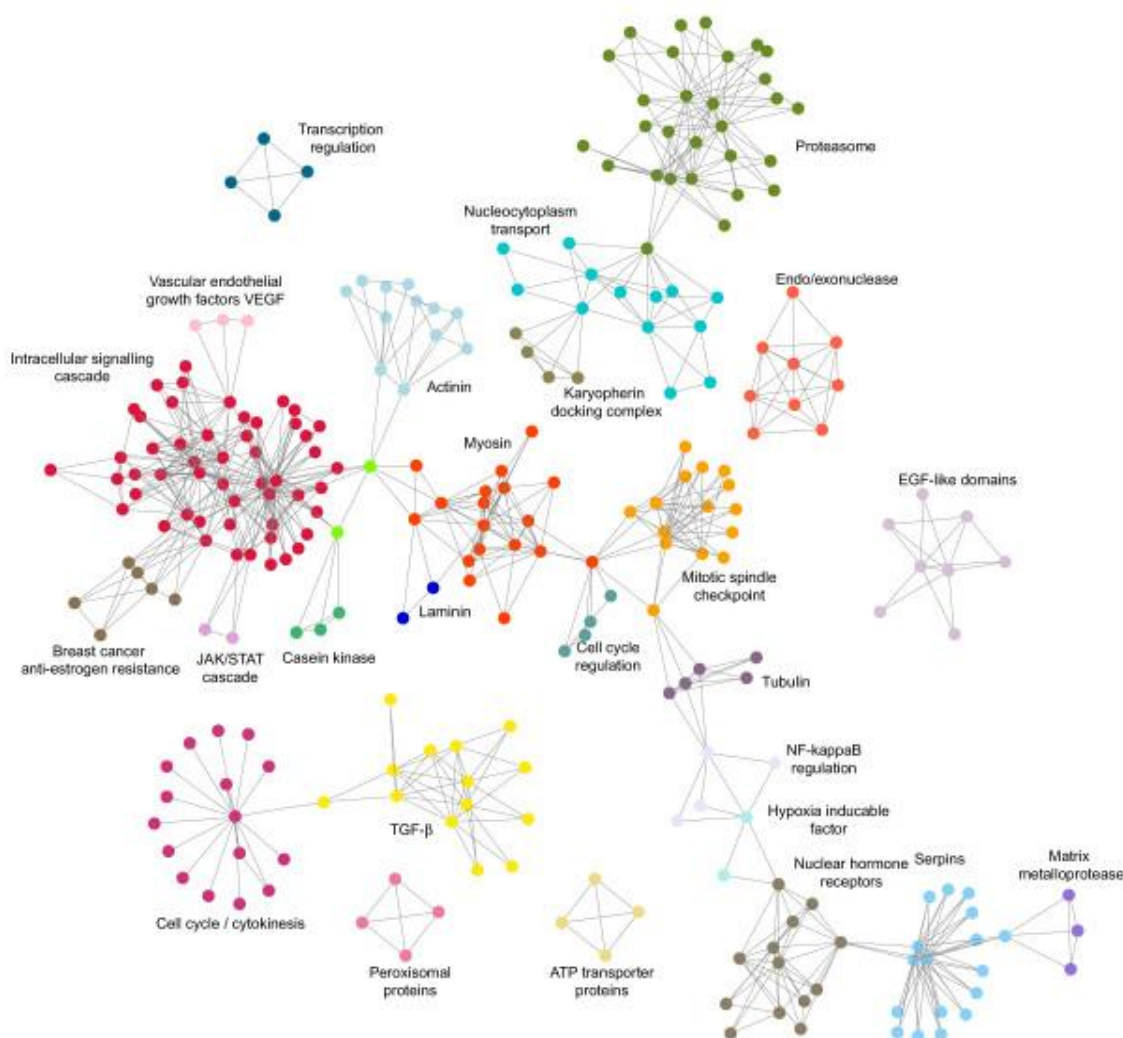 Transcription
regulation
Proteasome
Nucleocytoplasm
transport
Vascular endothelial
growth factors VEGF
Endo/exonuclease
Intracellular signalling
cascade
Actinin
Karyopherin
docking complex
Myosin
EGF-like domains
Mitotic spindle
checkpoint
Laminin
Breast cancer
anti-estrogen resistance
JAK/STAT
cascade
Casein kinase
Cell cycle
regulation
Tubulin
NF-kappaB
regulation
TGF-β
Hypoxia inducable
factor
Nuclear hormone
receptors
Serpins
Matrix
metalloprotease
Cell cycle / cytokinesis
Peroxisomal
proteins
ATP transporter
proteins